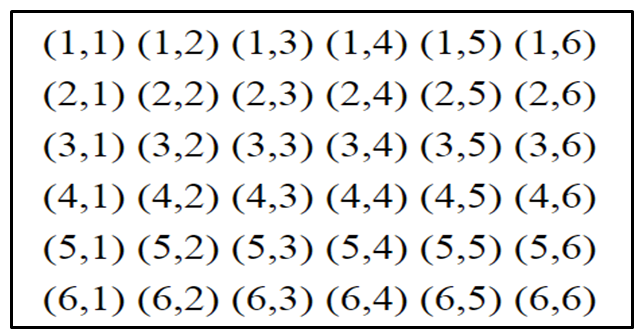 (1,1) (1,2) (1,3) (1,4) (1,5) (1,6)
(2,1) (2,2) (2,3) (2,4) (2,5) (2,6)
(3,1) (3,2) (3,3) (3,4) (3,5) (3,6)
(4,1) (4,2) (4,3) (4,4) (4,5) (4,6)
(5,1) (5,2) (5,3) (5,4) (5,5) (5,6)
(6,1) (6,2) (6,3) (6,4) (6,5) (6,6)